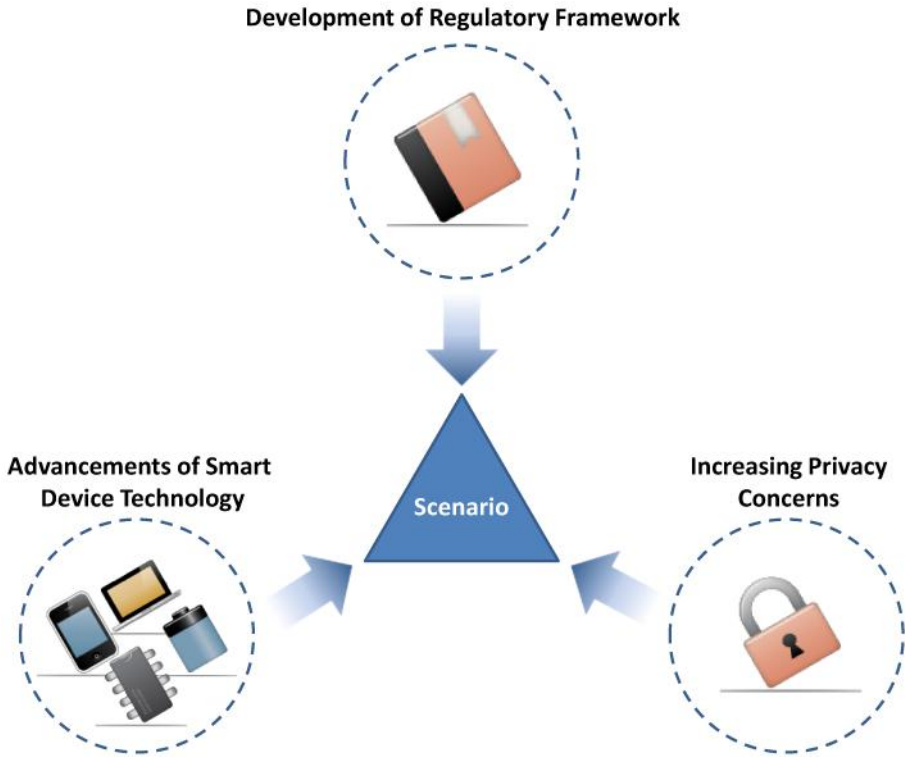 Development of Regulatory Framework
Advancements of Smart
Device Technology
Increasing Privacy
Concerns
Scenario